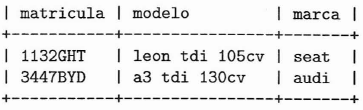 | matricula | modelo | marca |
+-----------+----------------+-------+
| 1132GHT | leon tdi 105cv | seat |
| 3447BYD | a3 tdi 130cv | audi |
+-----------+----------------+-------+